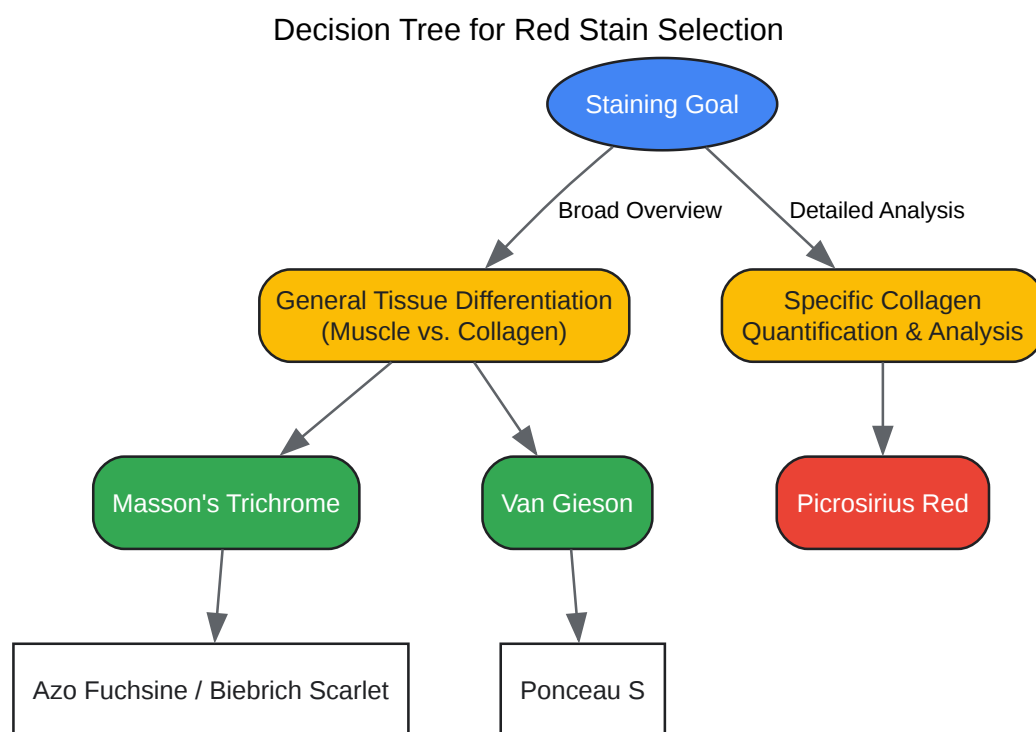 Decision Tree for Red Stain Selection
Staining Goal
Broad Overview
Detailed Analysis
General Tissue Differentiation
(Muscle vs. Collagen)
Specific Collagen
Quantification & Analysis
Masson's Trichrome
Van Gieson
Picrosirius Red
Azo Fuchsine / Biebrich Scarlet
Ponceau S